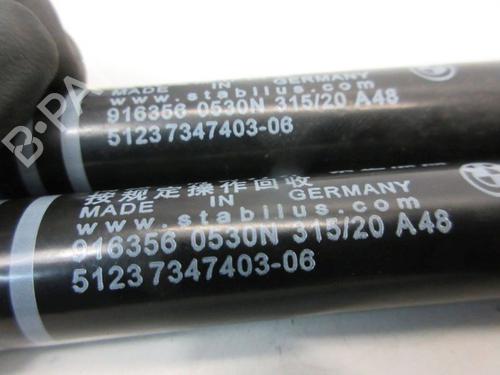 MADE IN GERMANY
www.stabilus.com
916356 0530N 315/20 A48
51237347403-06
按规定操作回收
MADE IN GERMANY
www.stabilus.com
916356 0530N 315/20 A48
51237347403-06
B-PA